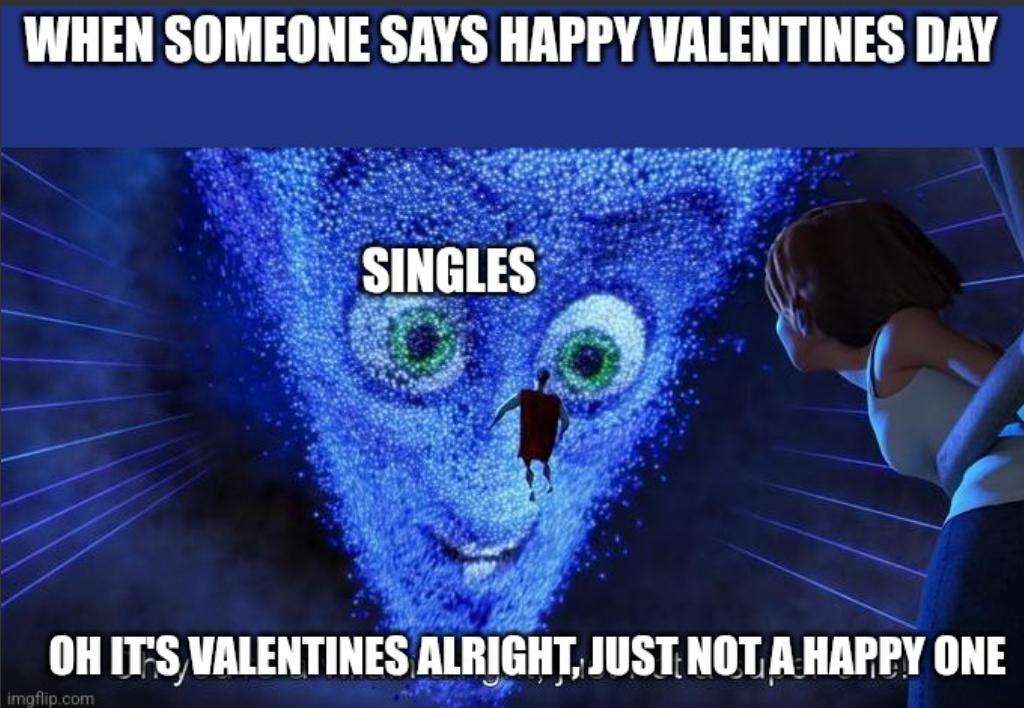 WHEN SOMEONE SAYS HAPPY VALENTINES DAY
SINGLES
OH IT'S VALENTINES ALRIGHT, JUST NOT A HAPPY ONE
imgflip.com